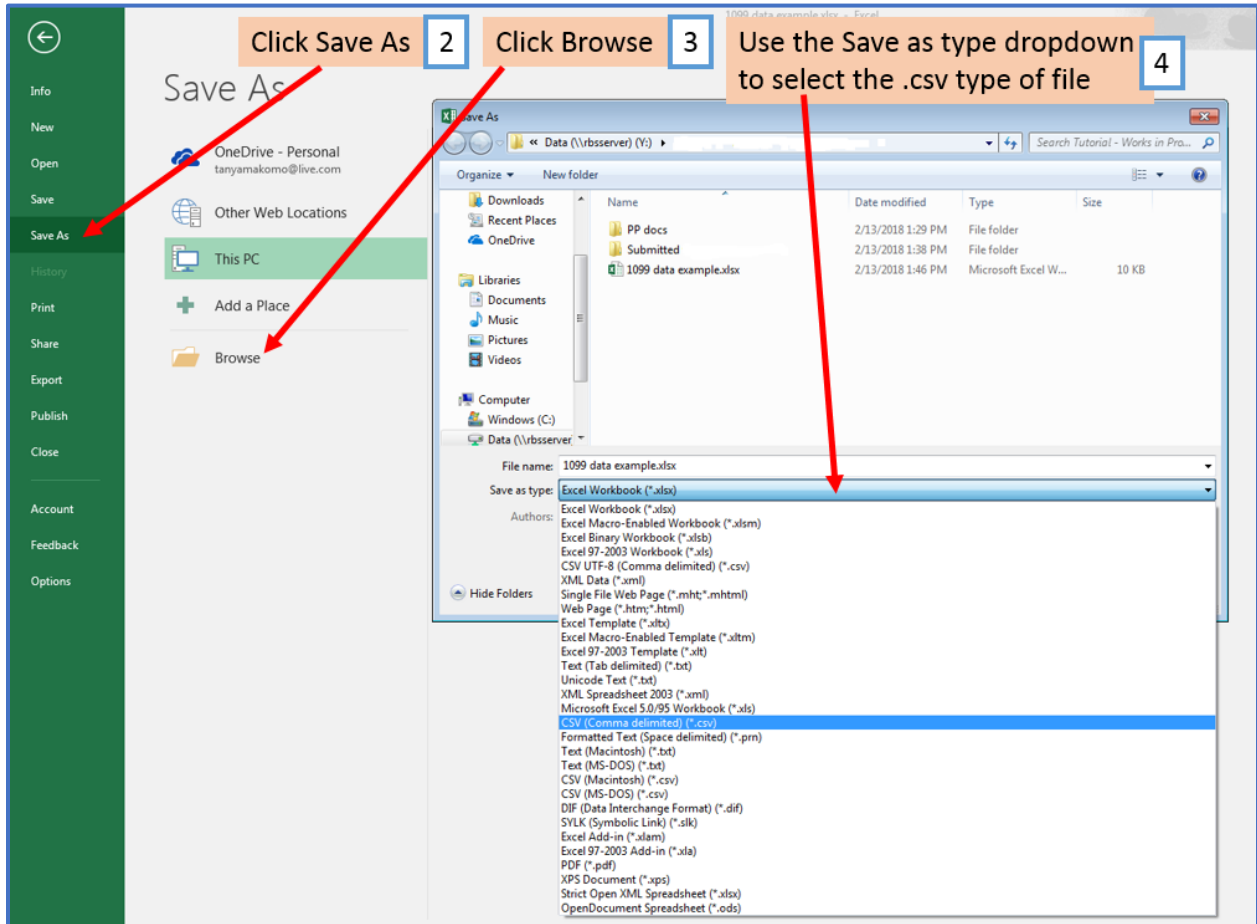 1099 data example.xlsx - Excel
Click Save As
2
Click Browse
3
Use the Save as type dropdown
to select the .csv type of file
4
Info
New
Open
Save
Save As
History
Print
Share
Export
Publish
Close
Account
Feedback
Options
Save As
OneDrive - Personal
tanyamakomo@live.com
Other Web Locations
This PC
Add a Place
Browse
Save As
« Data (\\rbsserver) (Y:)
Search Tutorial - Works in Pro...
Organize
New folder
Downloads
Recent Places
OneDrive
Libraries
Documents
Music
Pictures
Videos
Computer
Windows (C:)
Data (\\rbsserver
Name Date modified Type Size
PP docs 2/13/2018 1:29 PM File folder
Submitted 2/13/2018 1:38 PM File folder
1099 data example.xlsx 2/13/2018 1:46 PM Microsoft Excel W... 10 KB
File name: 1099 data example.xlsx
Save as type: Excel Workbook (*.xlsx)
Authors:
Hide Folders
Excel Workbook (*.xlsx)
Excel Macro-Enabled Workbook (*.xlsm)
Excel Binary Workbook (*.xlsb)
Excel 97-2003 Workbook (*.xls)
CSV UTF-8 (Comma delimited) (*.csv)
XML Data (*.xml)
Single File Web Page (*.mht;*.mhtml)
Web Page (*.htm;*.html)
Excel Template (*.xltx)
Excel Macro-Enabled Template (*.xltm)
Excel 97-2003 Template (*.xlt)
Text (Tab delimited) (*.txt)
Unicode Text (*.txt)
XML Spreadsheet 2003 (*.xml)
Microsoft Excel 5.0/95 Workbook (*.xls)
CSV (Comma delimited) (*.csv)
Formatted Text (Space delimited) (*.prn)
Text (Macintosh) (*.txt)
Text (MS-DOS) (*.txt)
CSV (Macintosh) (*.csv)
CSV (MS-DOS) (*.csv)
DIF (Data Interchange Format) (*.dif)
SYLK (Symbolic Link) (*.slk)
Excel Add-in (*.xlam)
Excel 97-2003 Add-in (*.xla)
PDF (*.pdf)
XPS Document (*.xps)
Strict Open XML Spreadsheet (*.xlsx)
OpenDocument Spreadsheet (*.ods)